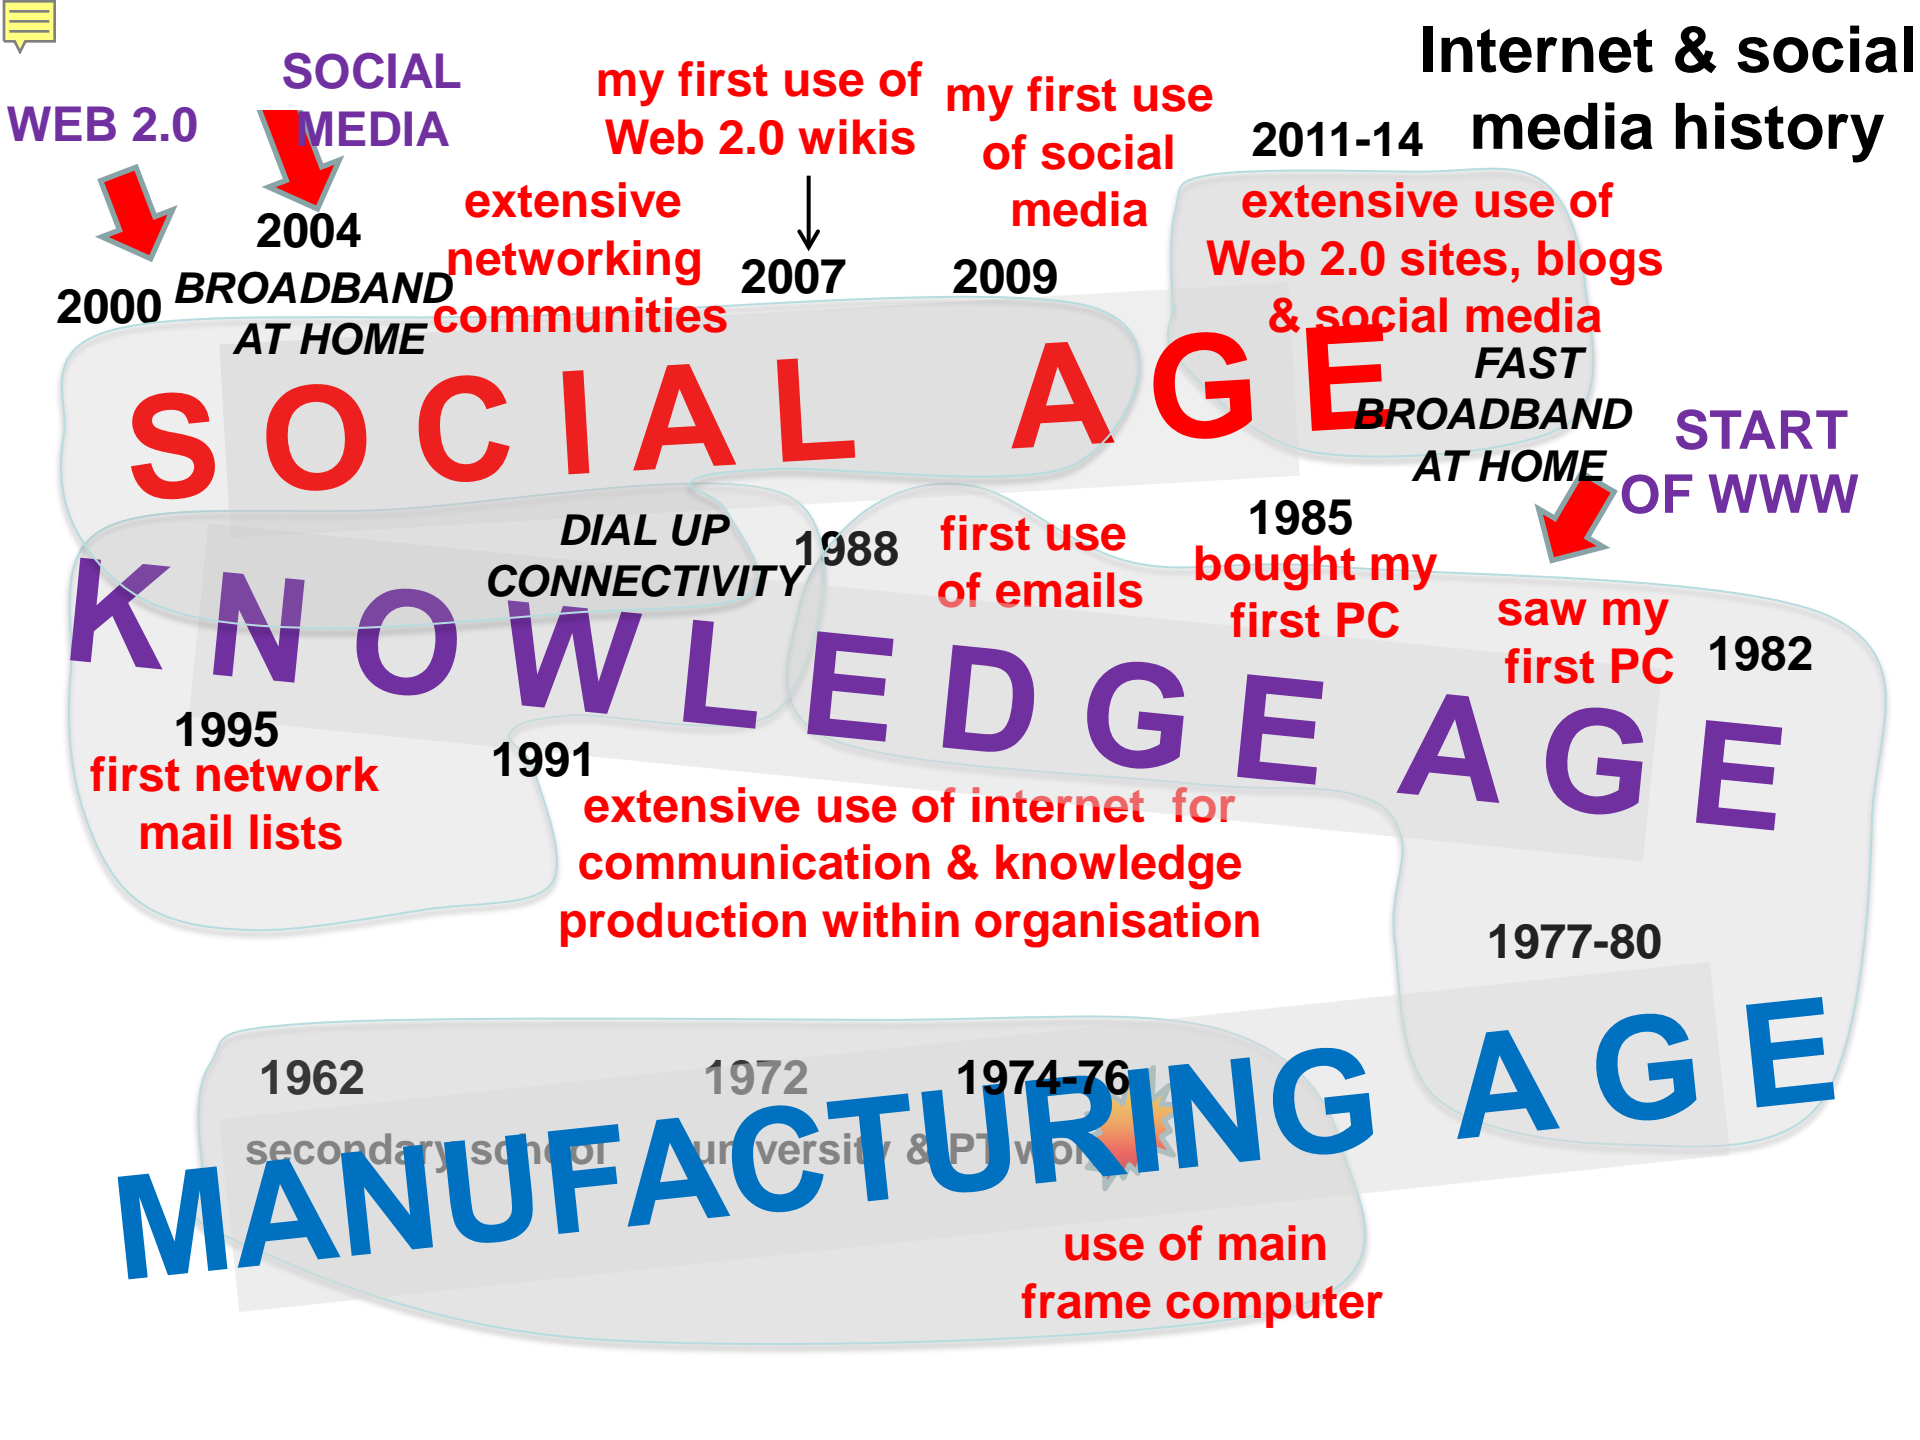 Internet & social
media history
WEB 2.0
SOCIAL
MEDIA
my first use of
Web 2.0 wikis
my first use
of social
media
2011-14
extensive use of
Web 2.0 sites, blogs
& social media
2000
2004
BROADBAND
AT HOME
extensive
networking
communities
2007
2009
SOCIAL AGE
FAST
BROADBAND
AT HOME
START
OF WWW
DIAL UP
CONNECTIVITY
1988
first use
of emails
1985
bought my
first PC
saw my
first PC
1982
KNOWLEDGE AGE
1995
first network
mail lists
1991
extensive use of internet for
communication & knowledge
production within organisation
1977-80
1962
1972
1974-76
secondary school
university & PT work
MANUFACTURING AGE
use of main
frame computer